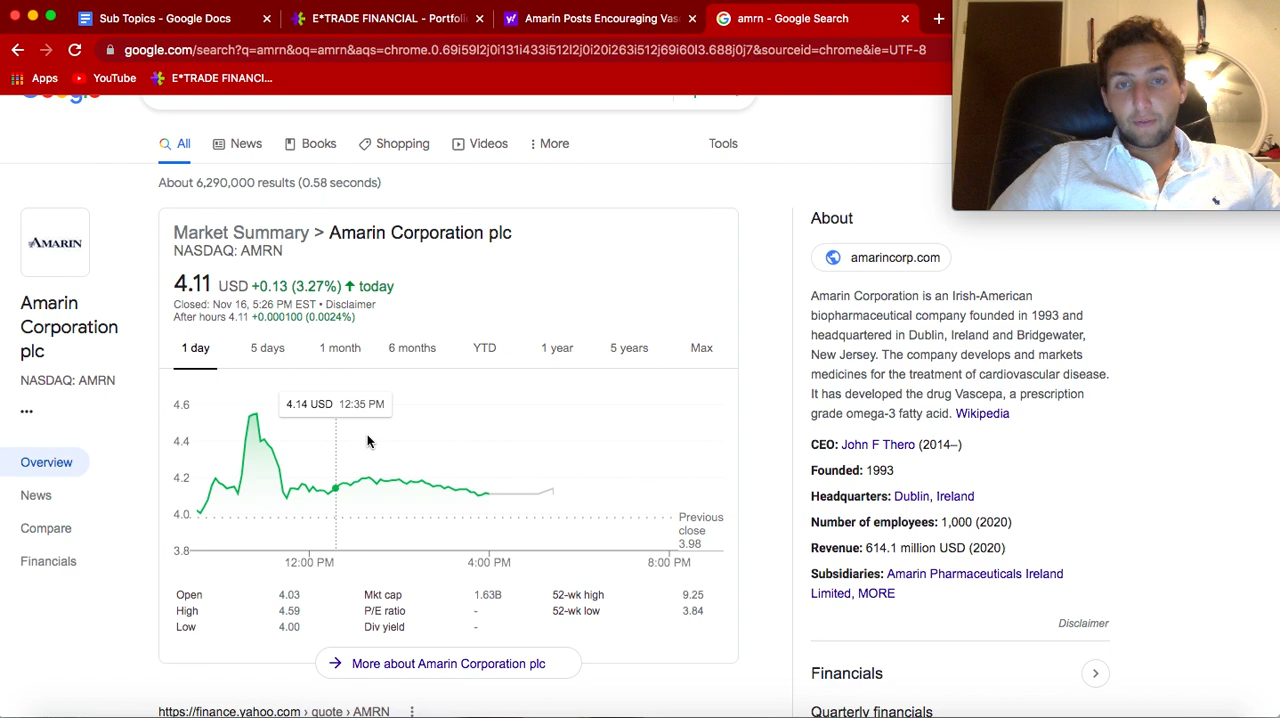 Sub Topics - Google Docs
E*TRADE FINANCIAL - Portfoli
Amarin Posts Encouraging Vas
amrn - Google Search
google.com/search?q=amrn&oq=amrn&aqs=chrome.0.69i59l2j0i131i433i512l2j0i20i263i512j69i60l3.688j0j7&sourceid=chrome&ie=UTF-8
Apps
YouTube
E*TRADE FINANCI...
All
News
Books
Shopping
Videos
More
Tools
About 6,290,000 results (0.58 seconds)
AMARIN
Amarin
Corporation
plc
NASDAQ: AMRN
Overview
News
Compare
Financials
Market Summary > Amarin Corporation plc
NASDAQ: AMRN
4.11 USD +0.13 (3.27%) today
Closed: Nov 16, 5:26 PM EST • Disclaimer
After hours 4.11 +0.000100 (0.0024%)
1 day
5 days
1 month
6 months
YTD
1 year
5 years
Max
4.14 USD 12:35 PM
4.6
4.4
4.2
4.0
3.8
Previous
close
3.98
12:00 PM
4:00 PM
8:00 PM
Open 4.03 Mkt cap 1.63B 52-wk high 9.25
High 4.59 P/E ratio - 52-wk low 3.84
Low 4.00 Div yield -
More about Amarin Corporation plc
https://finance.yahoo.com › quote › AMRN
About
amarincorp.com
Amarin Corporation is an Irish-American
biopharmaceutical company founded in 1993 and
headquartered in Dublin, Ireland and Bridgewater,
New Jersey. The company develops and markets
medicines for the treatment of cardiovascular disease.
It has developed the drug Vascepa, a prescription
grade omega-3 fatty acid. Wikipedia
CEO: John F Thero (2014–)
Founded: 1993
Headquarters: Dublin, Ireland
Number of employees: 1,000 (2020)
Revenue: 614.1 million USD (2020)
Subsidiaries: Amarin Pharmaceuticals Ireland
Limited, MORE
Disclaimer
Financials
Quarterly financials